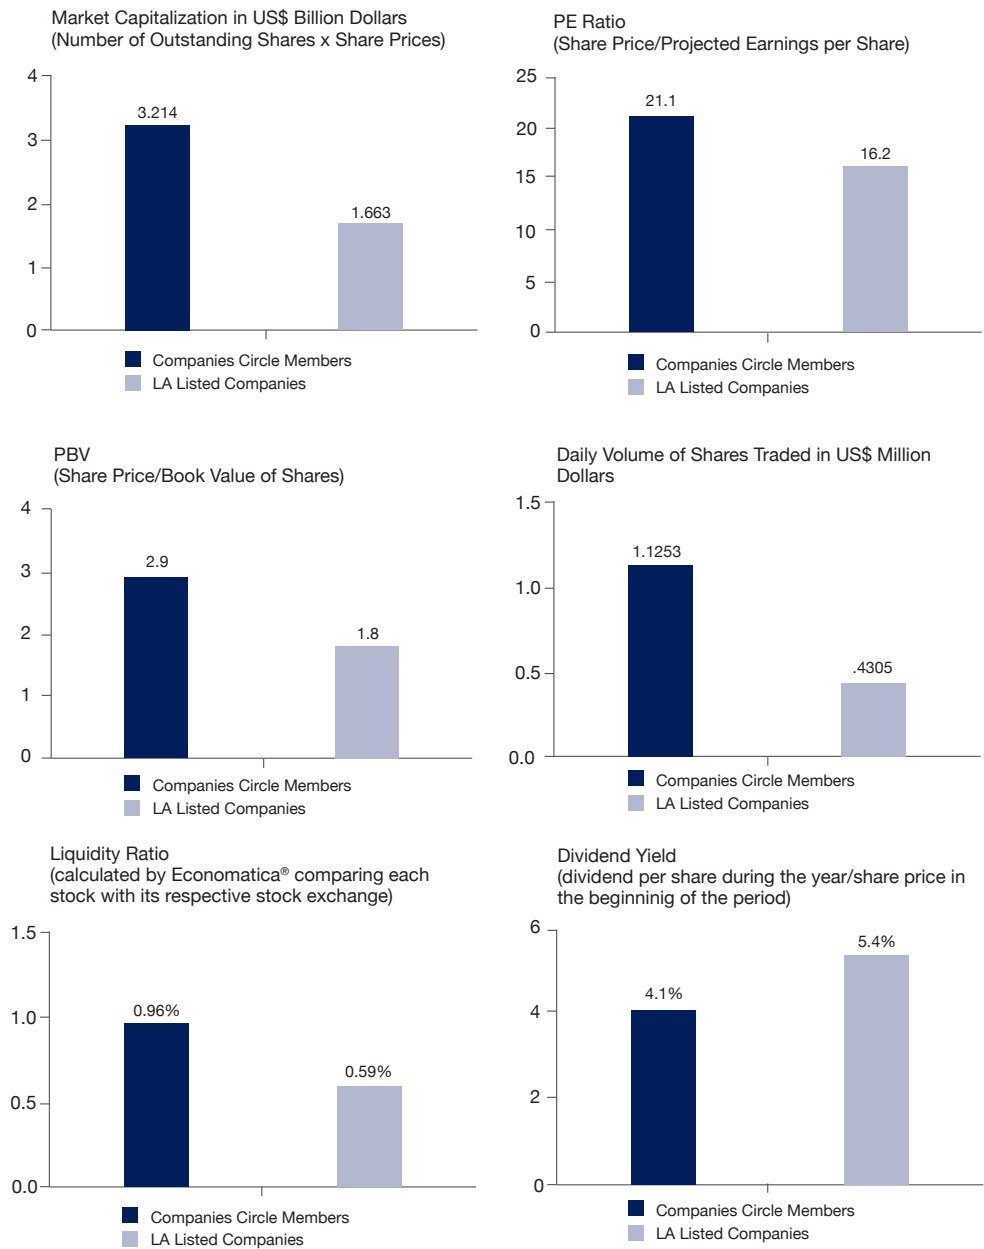 Market Capitalization in US$ Billion Dollars
(Number of Outstanding Shares x Share Prices)
4
3
2
1
0
3.214
1.663
Companies Circle Members
LA Listed Companies
PE Ratio
(Share Price/Projected Earnings per Share)
25
20
15
10
5
0
21.1
16.2
Companies Circle Members
LA Listed Companies
PBV
(Share Price/Book Value of Shares)
4
3
2
1
0
2.9
1.8
Companies Circle Members
LA Listed Companies
Daily Volume of Shares Traded in US$ Million
Dollars
1.5
1.0
0.5
0.0
1.1253
.4305
Companies Circle Members
LA Listed Companies
Liquidity Ratio
(calculated by Economatica® comparing each
stock with its respective stock exchange)
1.5
1.0
0.5
0.0
0.96%
0.59%
Companies Circle Members
LA Listed Companies
Dividend Yield
(dividend per share during the year/share price in
the beginninig of the period)
6
4
2
0
4.1%
5.4%
Companies Circle Members
LA Listed Companies